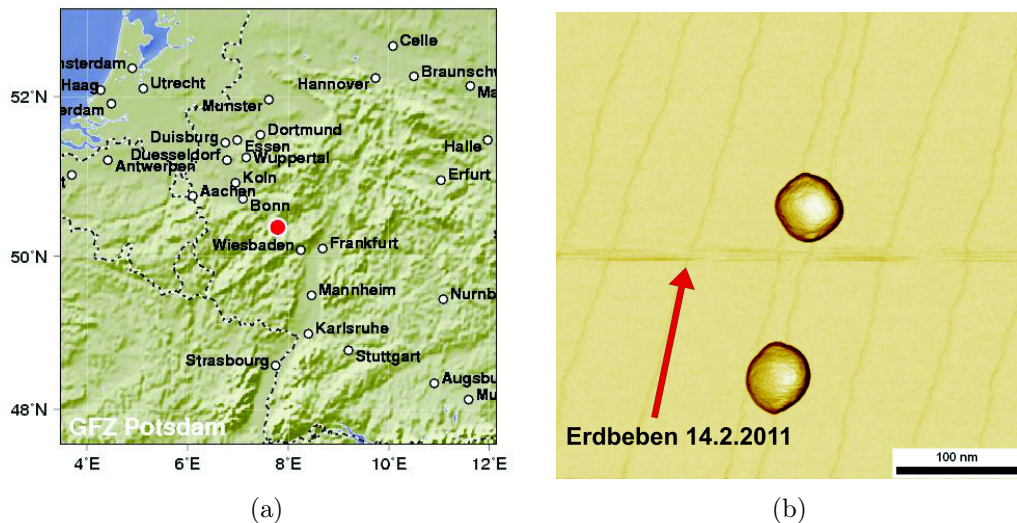 Celle
msterdam
Haag
Utrecht
Hannover
Braunschw
Ma
52°N
erdam
Munster
Dortmund
Duisburg
Essen
Halle
Duesseldorf
Wuppertal
Antwerpen
t
Koln
Erfurt
Aachen
Bonn
Wiesbaden
Frankfurt
50°N
Mannheim
Nurnb
Karlsruhe
Strasbourg
Stuttgart
Augsbu
Mu
48°N
GFZ Potsdam
4°E
6°E
8°E
10°E
12°E
(a)
Erdbeben 14.2.2011
100 nm
(b)